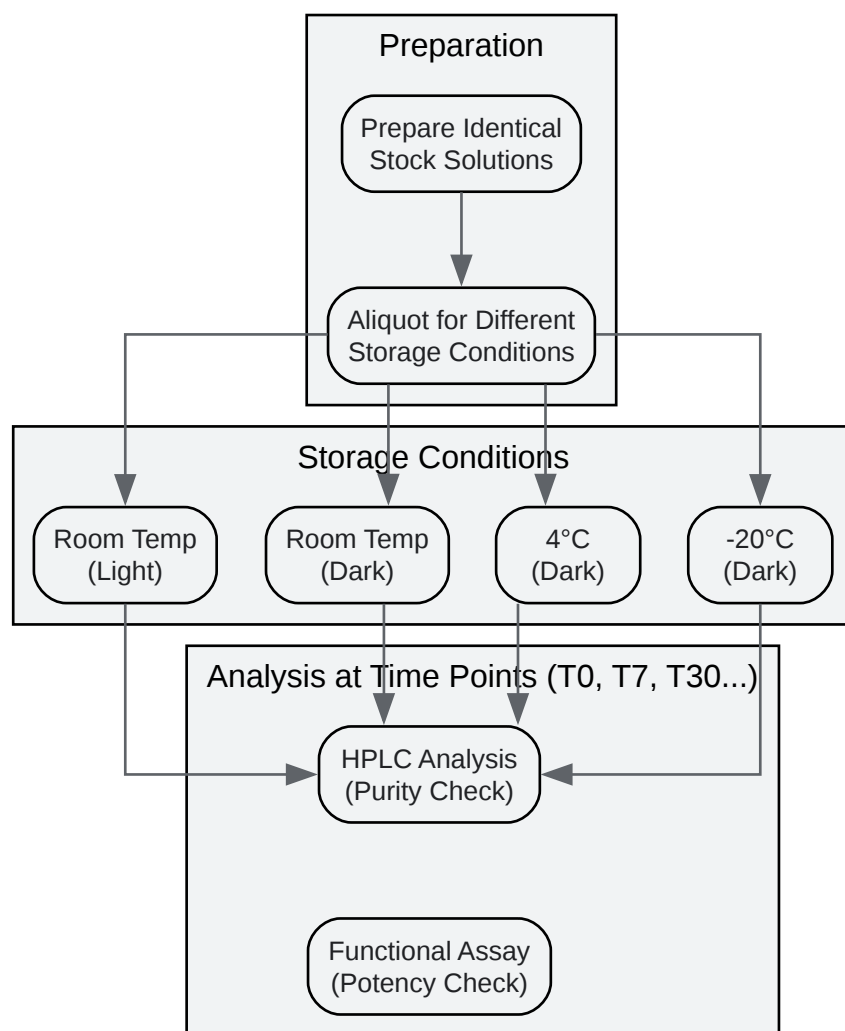 Preparation
Prepare Identical
Stock Solutions
Aliquot for Different
Storage Conditions
Storage Conditions
Room Temp
(Light)
Room Temp
(Dark)
4°C
(Dark)
-20°C
(Dark)
Analysis at Time Points (T0, T7, T30...)
HPLC Analysis
(Purity Check)
Functional Assay
(Potency Check)